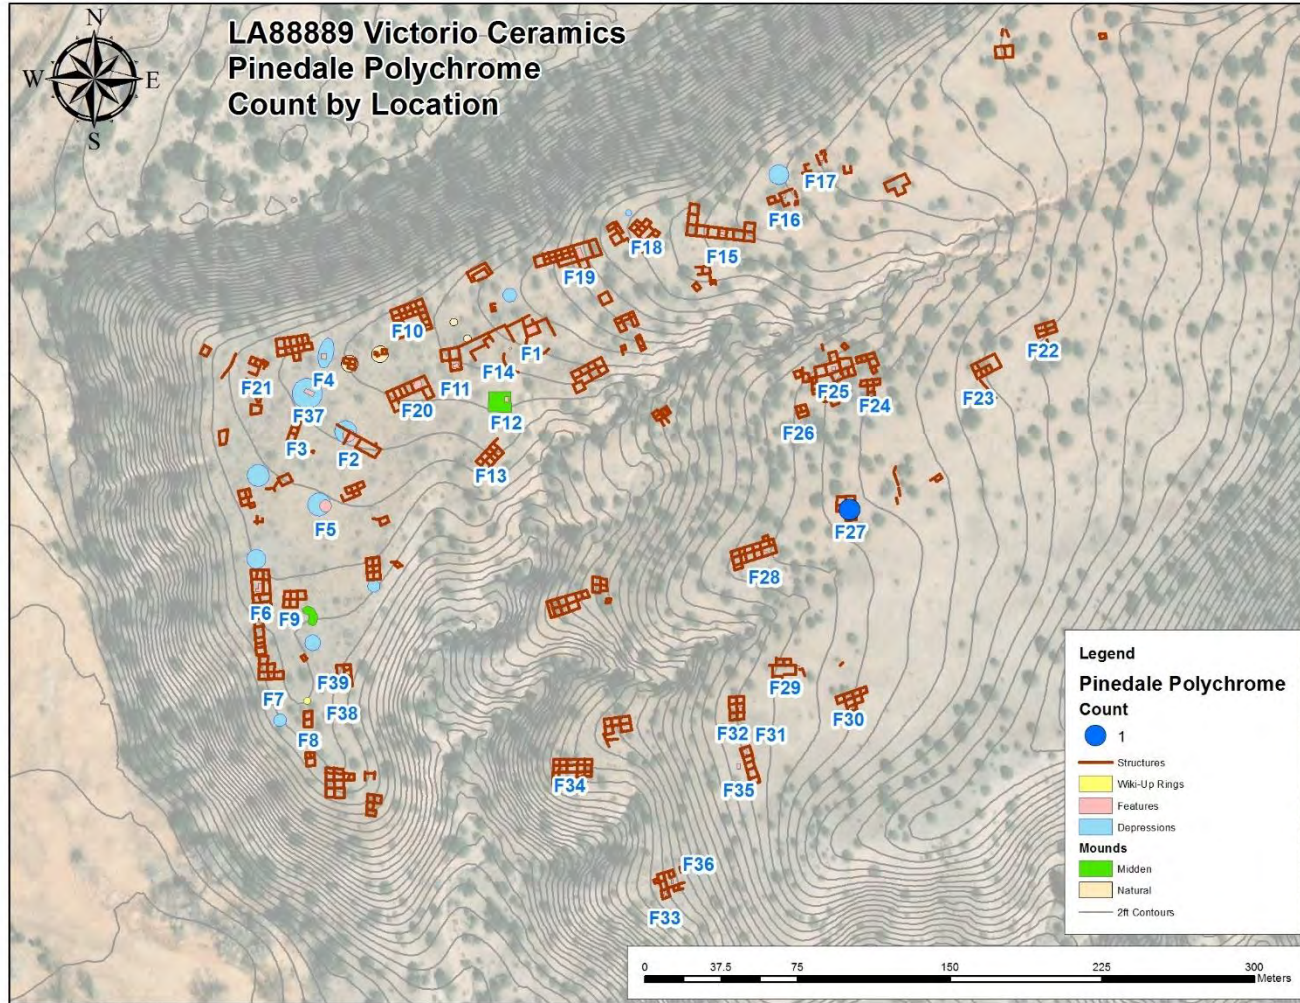 LA88889 Victorio Ceramics
Pinedale Polychrome
Count by Location
N
W
E
S
F17
F16
F18
F15
F19
F10
F1
F21
F4
F11
F14
F22
F25
F24
F23
F20
F37
F12
F26
F3
F2
F13
F5
F27
F28
F6
F9
F39
F29
F7
F38
F30
F32
F31
F8
F34
F35
F36
F33
Legend
Pinedale Polychrome
Count
1
Structures
Wiki-Up Rings
Features
Depressions
Mounds
Midden
Natural
2ft Contours
0 37.5 75 150 225 300
Meters